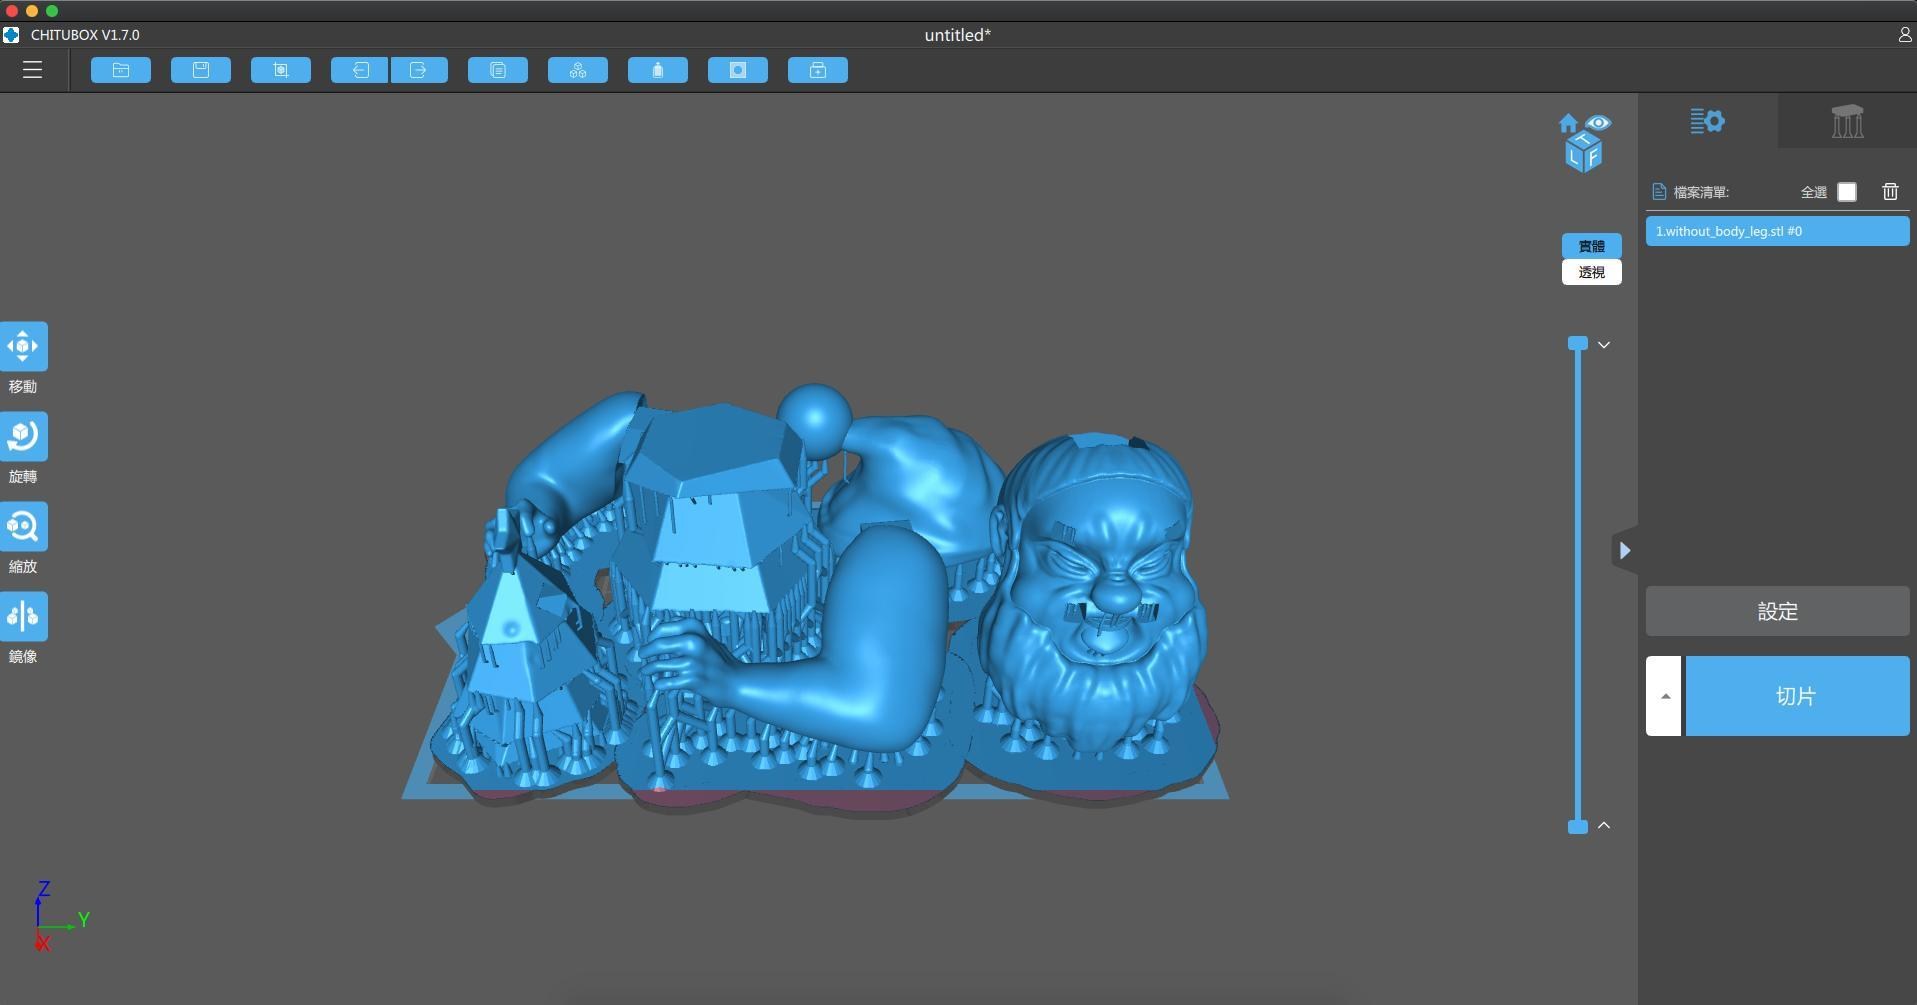 CHITUBOX V1.7.0
untitled*
T
L F
檔案清單:
全選
1.without_body_leg.stl #0
實體
透視
移動
旋轉
縮放
鏡像
設定
切片
Z
Y
X